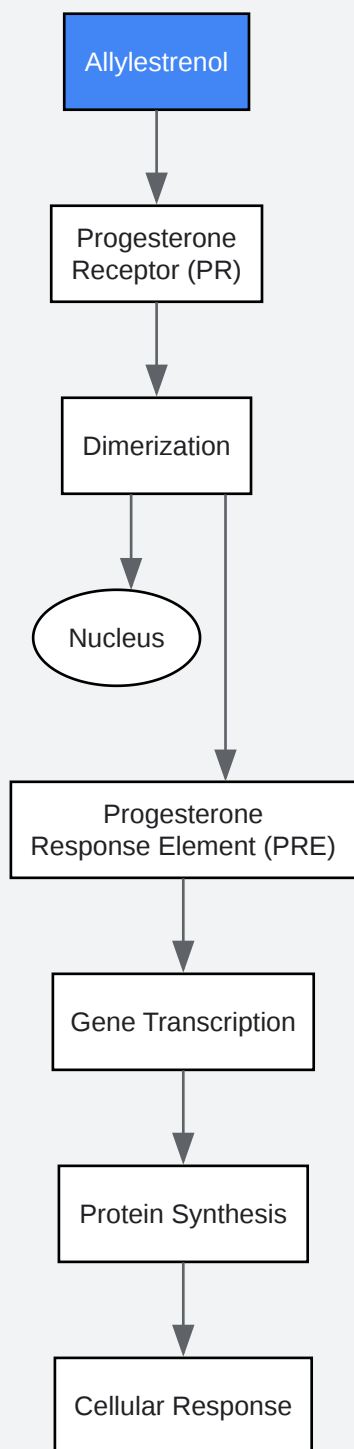 Allylestrenol
Progesterone
Receptor (PR)
Dimerization
Nucleus
Progesterone
Response Element (PRE)
Gene Transcription
Protein Synthesis
Cellular Response